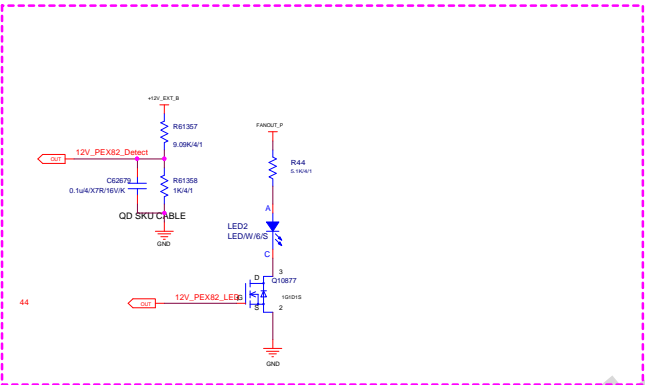 +12V_EXT_B
R61357
9.09K/4/1
12V_PEX82_Detect
OUT
C62679
0.1u/4/X7R/16V/K
R61358
1K/4/1
QD SKU CABLE
GND
FANOUT_P
R44
5.1K/4/1
A
LED2
LED/W/6/S
C
D
3
Q10877
1G1D1S
G
S
2
44
OUT
12V_PEX82_LED
GND